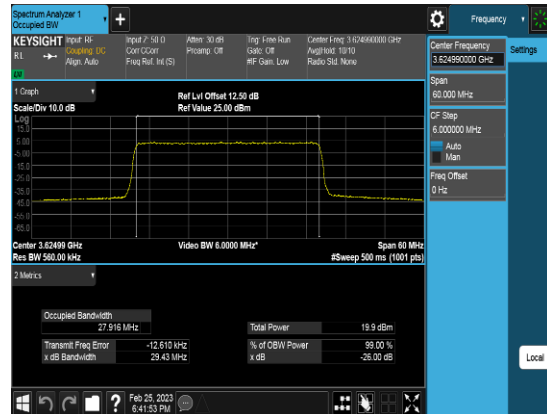 Spectrum Analyzer 1
Occupied BW
Frequency
KEYSIGHT
Input: RF
Coupling: DC
Align: Auto
Input Z: 50 Ω
Corr CCorr
Freq Ref: Int (S)
Atten: 30 dB
Preamp: Off
Trig: Free Run
Gate: Off
#IF Gain: Low
Center Freq: 3.624990000 GHz
Avg|Hold: 10/10
Radio Std: None
LXI
Center Frequency
3.624990000 GHz
Settings
Span
60.000 MHz
CF Step
6.000000 MHz
Auto
Man
Freq Offset
0 Hz
1 Graph
Scale/Div 10.0 dB
Ref Lvl Offset 12.50 dB
Ref Value 25.00 dBm
Log
15.0
5.00
-5.00
-15.0
-25.0
-35.0
-45.0
-55.0
-65.0
Center 3.62499 GHz
Res BW 560.00 kHz
Video BW 6.0000 MHz*
Span 60 MHz
#Sweep 500 ms (1001 pts)
2 Metrics
Occupied Bandwidth
27.916 MHz
Total Power
19.9 dBm
Transmit Freq Error
-12.610 kHz
% of OBW Power
99.00 %
x dB Bandwidth
29.43 MHz
x dB
-26.00 dB
Local
?
Feb 25, 2023
6:41:53 PM